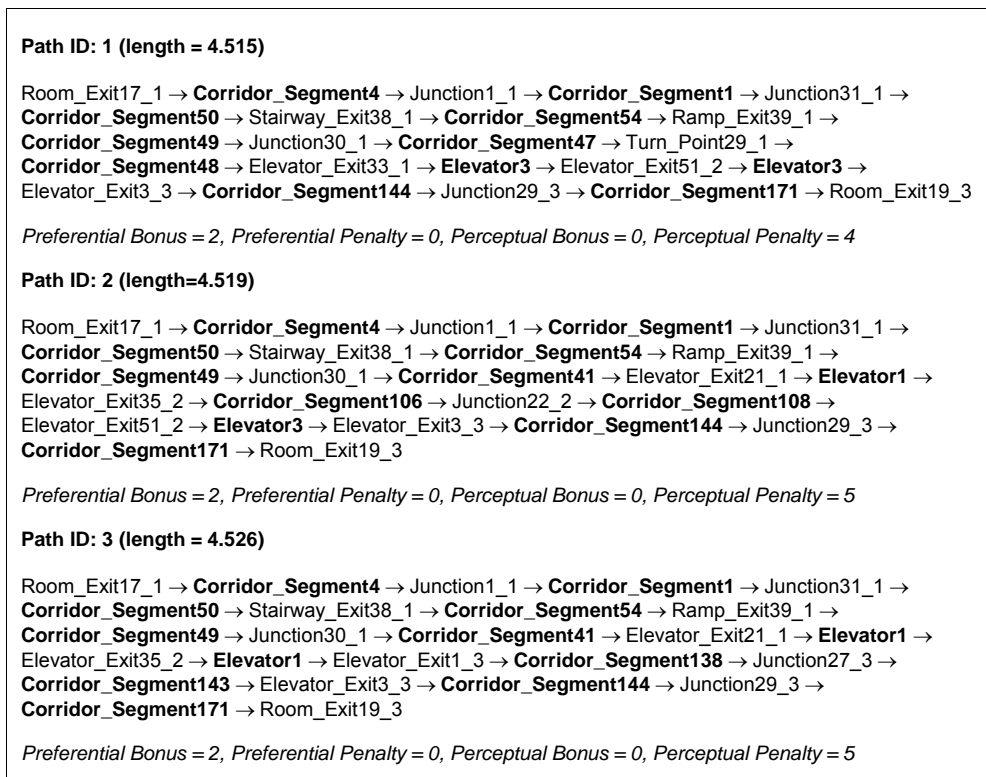 Path ID: 1 (length = 4.515)
Room_Exit17_1 → Corridor_Segment4 → Junction1_1 → Corridor_Segment1 → Junction31_1 →
Corridor_Segment50 → Stairway_Exit38_1 → Corridor_Segment54 → Ramp_Exit39_1 →
Corridor_Segment49 → Junction30_1 → Corridor_Segment47 → Turn_Point29_1 →
Corridor_Segment48 → Elevator_Exit33_1 → Elevator3 → Elevator_Exit51_2 → Elevator3 →
Elevator_Exit3_3 → Corridor_Segment144 → Junction29_3 → Corridor_Segment171 → Room_Exit19_3
Preferential Bonus = 2, Preferential Penalty = 0, Perceptual Bonus = 0, Perceptual Penalty = 4
Path ID: 2 (length=4.519)
Room_Exit17_1 → Corridor_Segment4 → Junction1_1 → Corridor_Segment1 → Junction31_1 →
Corridor_Segment50 → Stairway_Exit38_1 → Corridor_Segment54 → Ramp_Exit39_1 →
Corridor_Segment49 → Junction30_1 → Corridor_Segment41 → Elevator_Exit21_1 → Elevator1 →
Elevator_Exit35_2 → Corridor_Segment106 → Junction22_2 → Corridor_Segment108 →
Elevator_Exit51_2 → Elevator3 → Elevator_Exit3_3 → Corridor_Segment144 → Junction29_3 →
Corridor_Segment171 → Room_Exit19_3
Preferential Bonus = 2, Preferential Penalty = 0, Perceptual Bonus = 0, Perceptual Penalty = 5
Path ID: 3 (length = 4.526)
Room_Exit17_1 → Corridor_Segment4 → Junction1_1 → Corridor_Segment1 → Junction31_1 →
Corridor_Segment50 → Stairway_Exit38_1 → Corridor_Segment54 → Ramp_Exit39_1 →
Corridor_Segment49 → Junction30_1 → Corridor_Segment41 → Elevator_Exit21_1 → Elevator1 →
Elevator_Exit35_2 → Elevator1 → Elevator_Exit1_3 → Corridor_Segment138 → Junction27_3 →
Corridor_Segment143 → Elevator_Exit3_3 → Corridor_Segment144 → Junction29_3 →
Corridor_Segment171 → Room_Exit19_3
Preferential Bonus = 2, Preferential Penalty = 0, Perceptual Bonus = 0, Perceptual Penalty = 5